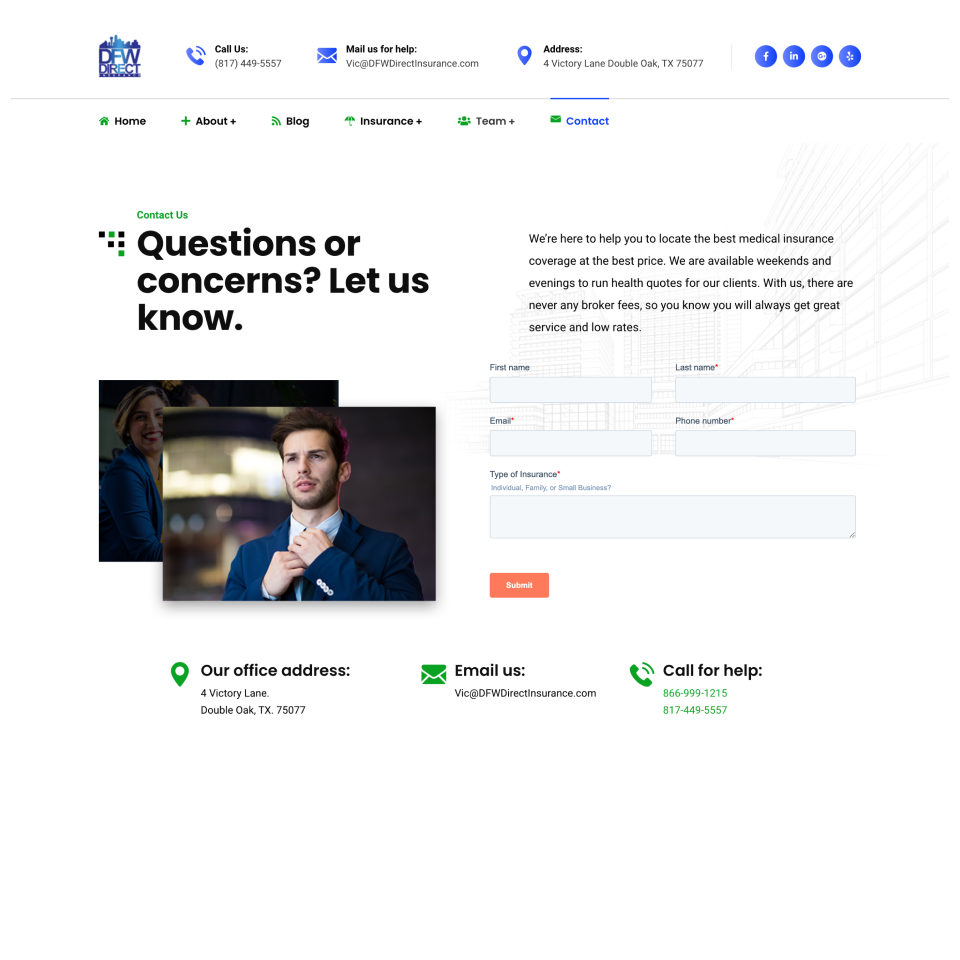 DFW
DIRECT
INSURANCE
Call Us:
(817) 449-5557
Mail us for help:
Vic@DFWDirectInsurance.com
Address:
4 Victory Lane Double Oak, TX 75077
Home
About +
Blog
Insurance +
Team +
Contact
Contact Us
Questions or
concerns? Let us
know.
We're here to help you to locate the best medical insurance
coverage at the best price. We are available weekends and
evenings to run health quotes for our clients. With us, there are
never any broker fees, so you know you will always get great
service and low rates.
First name
Last name*
Email*
Phone number*
Type of Insurance*
Individual, Family, or Small Business?
Submit
Our office address:
4 Victory Lane.
Double Oak, TX. 75077
Email us:
Vic@DFWDirectInsurance.com
Call for help:
866-999-1215
817-449-5557